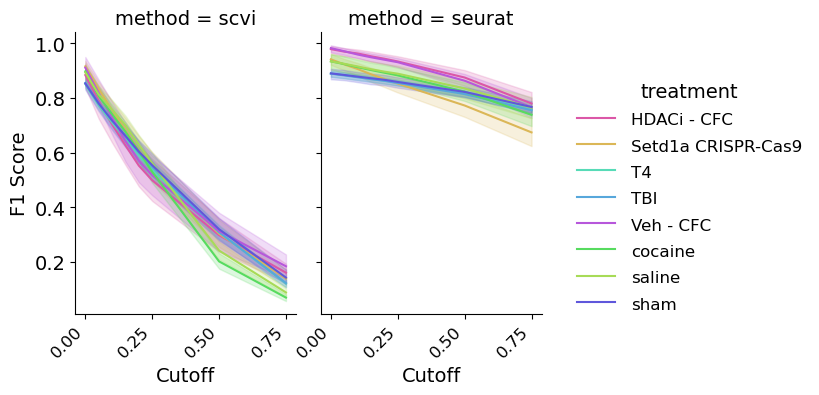 method = scvi
method = seurat
F1 Score
1.0
0.8
0.6
0.4
0.2
0.00
0.25
0.50
0.75
Cutoff
0.00
0.25
0.50
0.75
Cutoff
treatment
HDACi - CFC
Setd1a CRISPR-Cas9
T4
TBI
Veh - CFC
cocaine
saline
sham